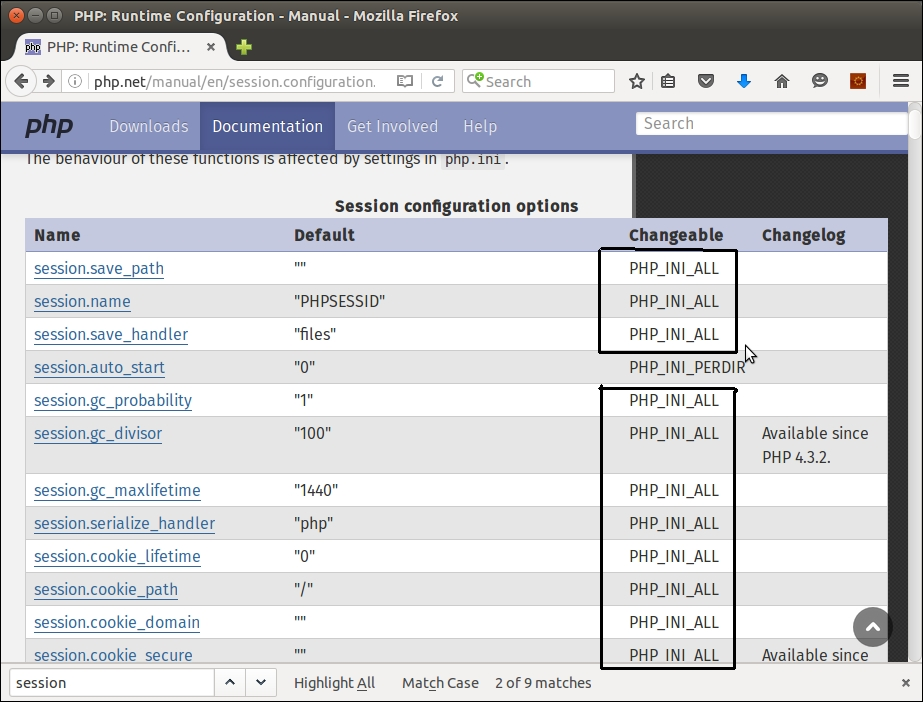 PHP: Runtime Configuration - Manual - Mozilla Firefox
php PHP: Runtime Confi...
php.net/manual/en/session.configuration. Search
php Downloads Documentation Get Involved Help Search
The behaviour of these functions is affected by settings in php.ini.
Session configuration options
Name Default Changeable Changelog
session.save_path "" PHP_INI_ALL
session.name "PHPSESSID" PHP_INI_ALL
session.save_handler "files" PHP_INI_ALL
session.auto_start "0" PHP_INI_PERDIR
session.gc_probability "1" PHP_INI_ALL
session.gc_divisor "100" PHP_INI_ALL Available since
PHP 4.3.2.
session.gc_maxlifetime "1440" PHP_INI_ALL
session.serialize_handler "php" PHP_INI_ALL
session.cookie_lifetime "0" PHP_INI_ALL
session.cookie_path "/" PHP_INI_ALL
session.cookie_domain "" PHP_INI_ALL
session.cookie_secure "" PHP_INI_ALL Available since
session Highlight All Match Case 2 of 9 matches